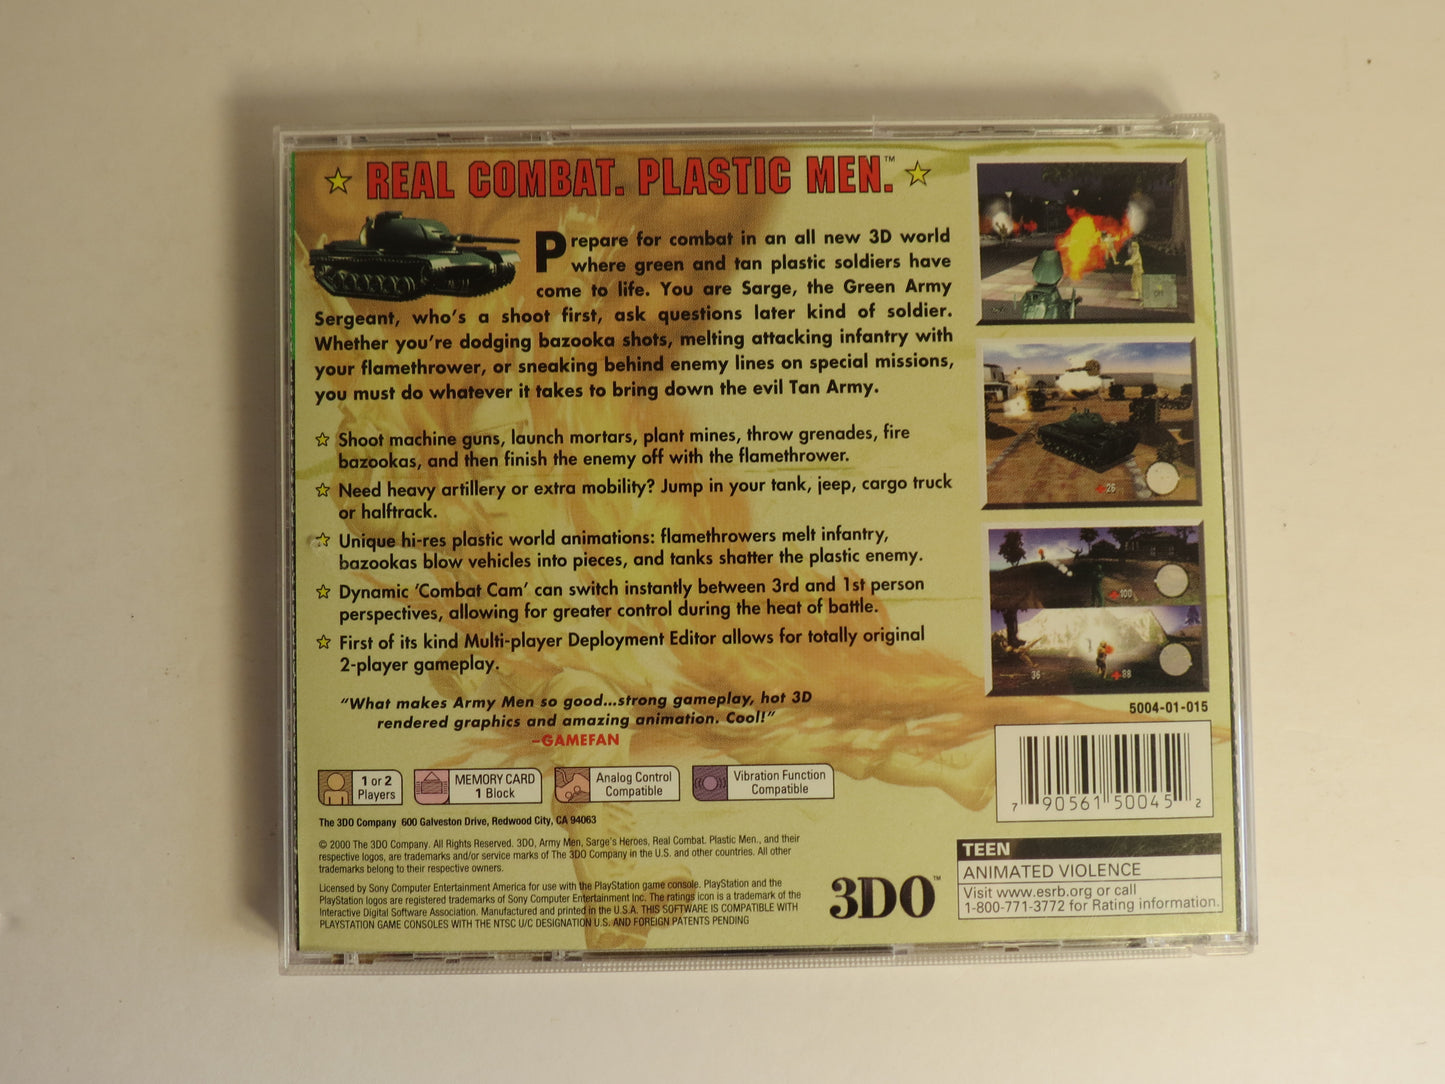 REAL COMBAT. PLASTIC MEN.™
Prepare for combat in an all new 3D world
where green and tan plastic soldiers have
come to life. You are Sarge, the Green Army
Sergeant, who's a shoot first, ask questions later kind of soldier.
Whether you're dodging bazooka shots, melting attacking infantry with
your flamethrower, or sneaking behind enemy lines on special missions,
you must do whatever it takes to bring down the evil Tan Army.
Shoot machine guns, launch mortars, plant mines, throw grenades, fire
bazookas, and then finish the enemy off with the flamethrower.
Need heavy artillery or extra mobility? Jump in your tank, jeep, cargo truck
or halftrack.
Unique hi-res plastic world animations: flamethrowers melt infantry,
bazookas blow vehicles into pieces, and tanks shatter the plastic enemy.
Dynamic 'Combat Cam' can switch instantly between 3rd and 1st person
perspectives, allowing for greater control during the heat of battle.
First of its kind Multi-player Deployment Editor allows for totally original
2-player gameplay.
"What makes Army Men so good...strong gameplay, hot 3D
rendered graphics and amazing animation. Cool!"
–GAMEFAN
26
100
36
88
5004-01-015
7 90561 50045 2
1 or 2
Players
MEMORY CARD
1 Block
Analog Control
Compatible
Vibration Function
Compatible
The 3DO Company 600 Galveston Drive, Redwood City, CA 94063
© 2000 The 3DO Company. All Rights Reserved. 3DO, Army Men, Sarge's Heroes, Real Combat. Plastic Men., and their
respective logos, are trademarks and/or service marks of The 3DO Company in the U.S. and other countries. All other
trademarks belong to their respective owners.
Licensed by Sony Computer Entertainment America for use with the PlayStation game console. PlayStation and the
PlayStation logos are registered trademarks of Sony Computer Entertainment Inc. The ratings icon is a trademark of the
Interactive Digital Software Association. Manufactured and printed in the U.S.A. THIS SOFTWARE IS COMPATIBLE WITH
PLAYSTATION GAME CONSOLES WITH THE NTSC U/C DESIGNATION U.S. AND FOREIGN PATENTS PENDING
3DO™
TEEN
ANIMATED VIOLENCE
Visit www.esrb.org or call
1-800-771-3772 for Rating information.